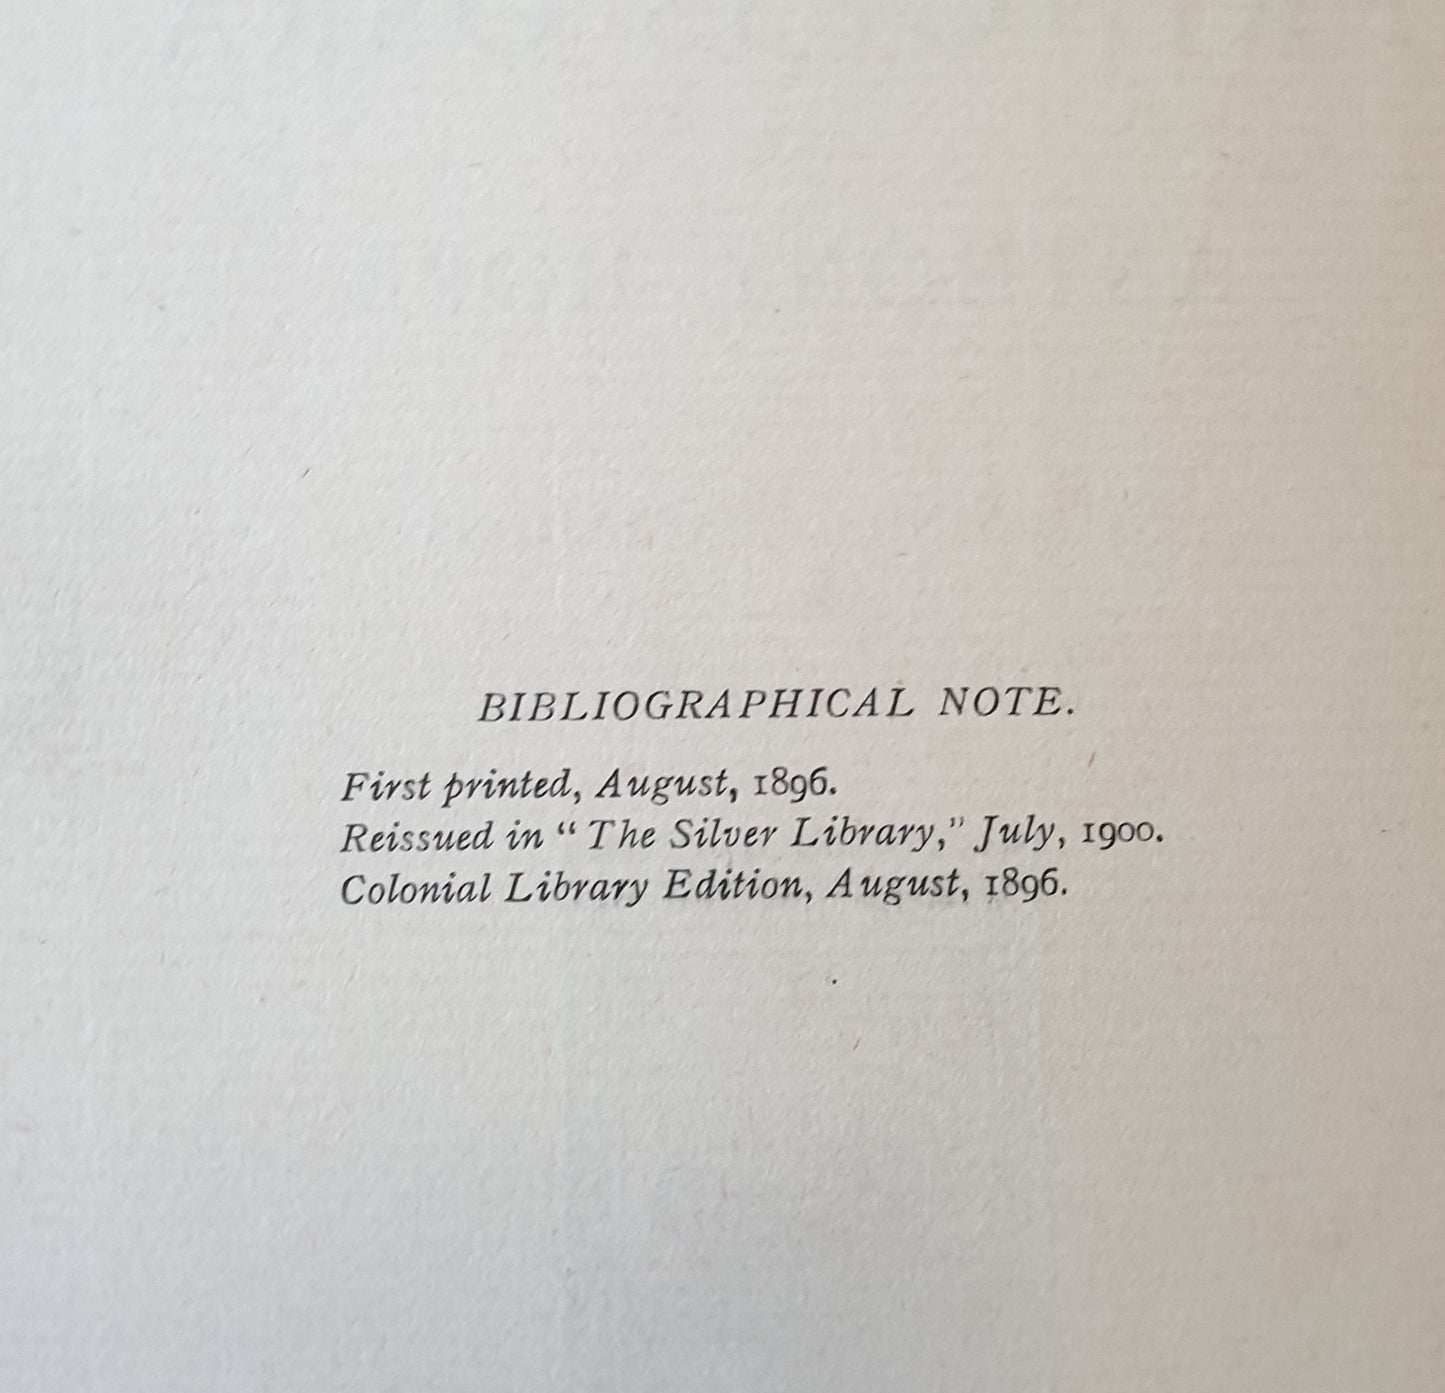 BIBLIOGRAPHICAL NOTE.
First printed, August, 1896.
Reissued in “The Silver Library,” July, 1900.
Colonial Library Edition, August, 1896.